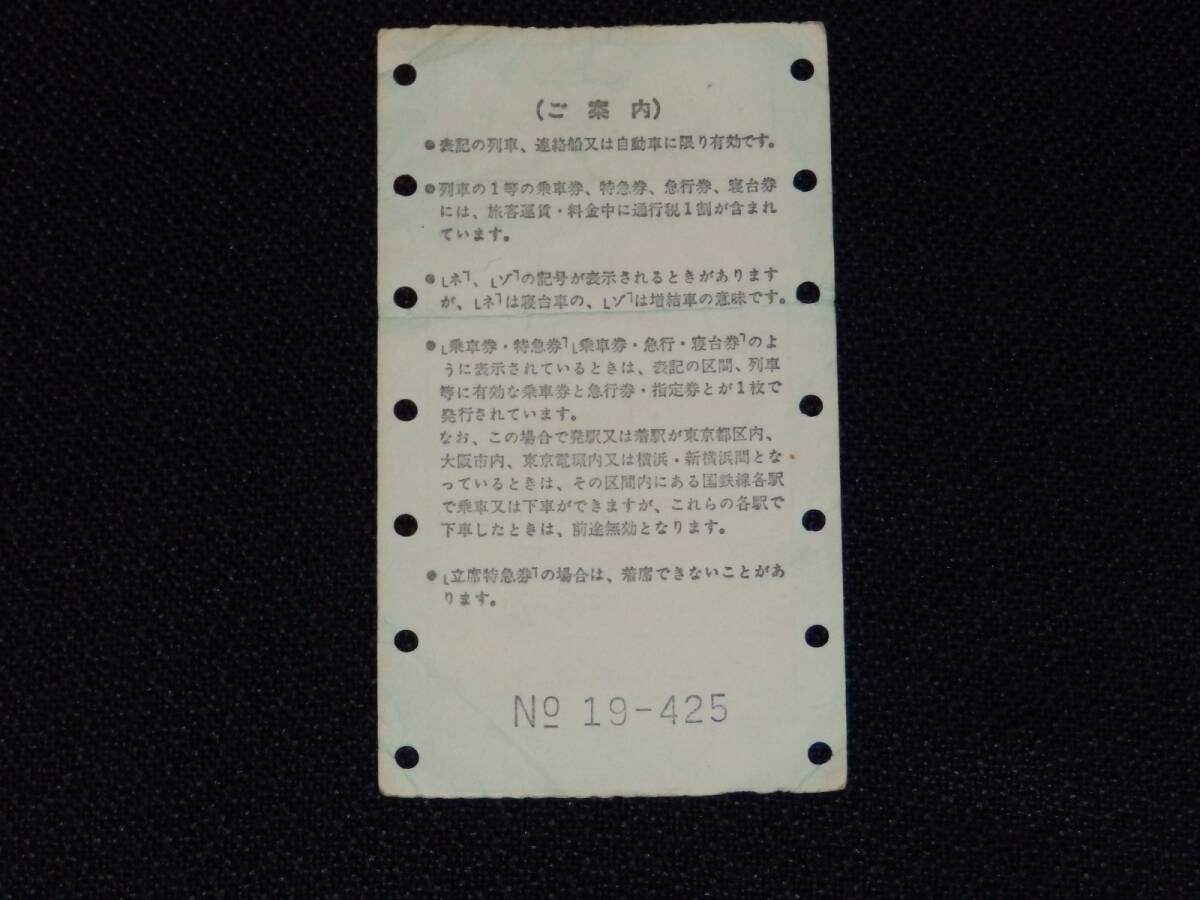 (ご案内)
●表記の列車、連絡船又は自動車に限り有効です。
●列車の1等の乗車券、特急券、急行券、寝台券
には、旅客運賃・料金中に通行税1割が含まれ
ています。
●└ネ┐、└ゾ┐の記号が表示されるときがあります
が、└ネ┐は寝台車の、└ゾ┐は増結車の意味です。
●└乗車券・特急券┐└乗車券・急行・寝台券┐のよ
うに表示されているときは、表記の区間、列車
等に有効な乗車券と急行券・指定券とが1枚で
発行されています。
なお、この場合で発駅又は着駅が東京都区内、
大阪市内、東京電環内又は横浜・新横浜間とな
っているときは、その区間内にある国鉄線各駅
で乗車又は下車ができますが、これらの各駅で
下車したときは、前途無効となります。
●└立席特急券┐の場合は、着席できないことがあ
ります。
№ 19-425